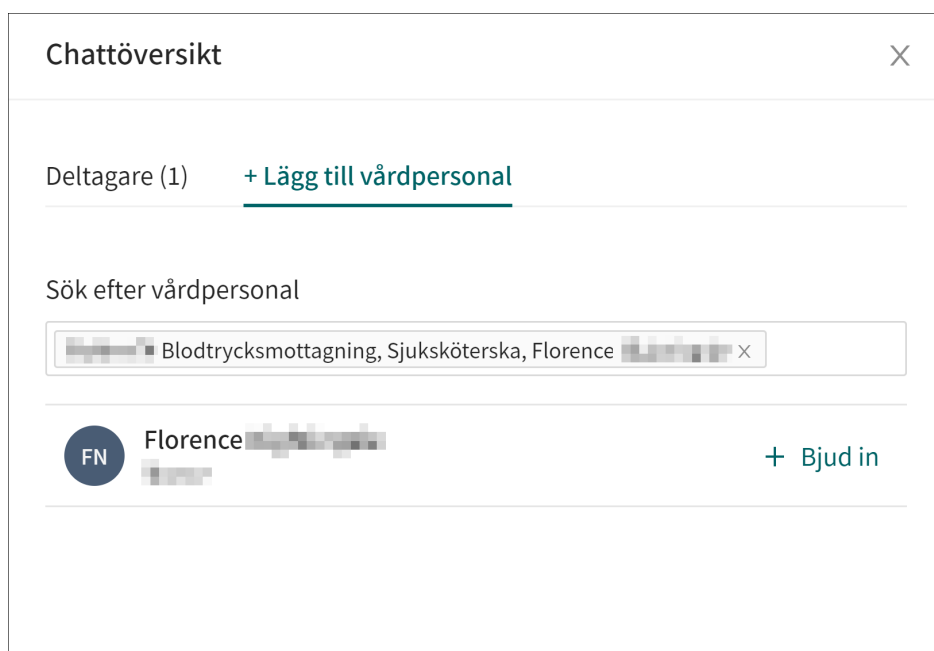 Chattöversikt
X
Deltagare (1)
+ Lägg till vårdpersonal
Sök efter vårdpersonal
Blodtrycksmottagning, Sjuksköterska, Florence
FN
Florence
+ Bjud in